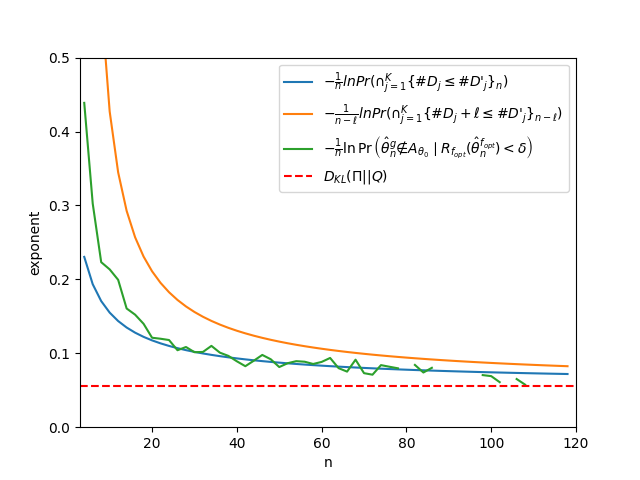 0.5
0.4
0.3
0.2
0.1
0.0
exponent
20
40
60
80
100
120
n
$-\frac{1}{n} lnPr(\cap_{j=1}^{K}\{\#D_j \leq \#D'_j\}_n)$
$-\frac{1}{n-\ell} lnPr(\cap_{j=1}^{K}\{\#D_j + \ell \leq \#D'_j\}_{n-\ell})$
$-\frac{1}{n} \ln \Pr\left(\hat{\theta}_n^g \notin A_{\theta_0} \mid R_{f_{opt}}(\hat{\theta}_n^{f_{opt}}) < \delta\right)$
$D_{KL}(\Pi||Q)$